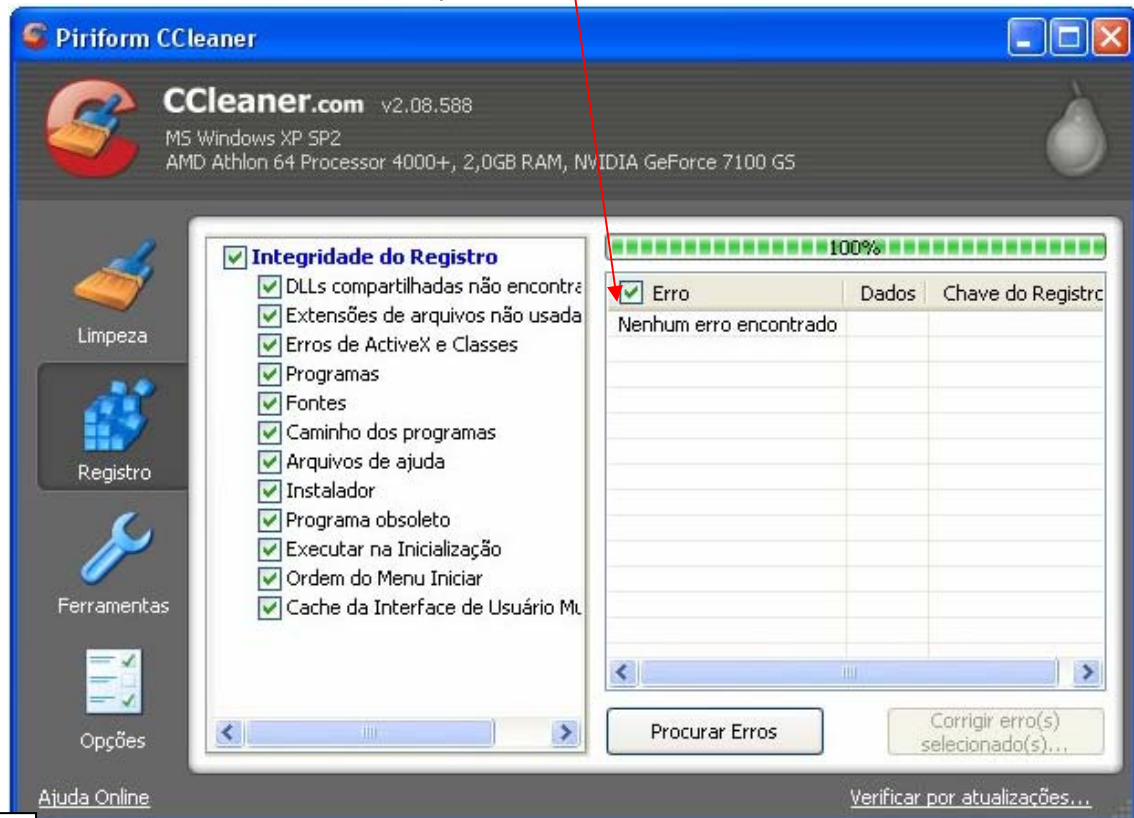 Piriform CCleaner
CCleaner.com v2.08.588
MS Windows XP SP2
AMD Athlon 64 Processor 4000+, 2,0GB RAM, NVIDIA GeForce 7100 GS
Limpeza
Registro
Ferramentas
Opções
Integridade do Registro
DLLs compartilhadas não encontra
Extensões de arquivos não usada
Erros de ActiveX e Classes
Programas
Fontes
Caminho dos programas
Arquivos de ajuda
Instalador
Programa obsoleto
Executar na Inicialização
Ordem do Menu Iniciar
Cache da Interface de Usuário Mu
100%
Erro Dados Chave do Registro
Nenhum erro encontrado
Procurar Erros
Corrigir erro(s)
selecionado(s)...
Ajuda Online
Verificar por atualizações...